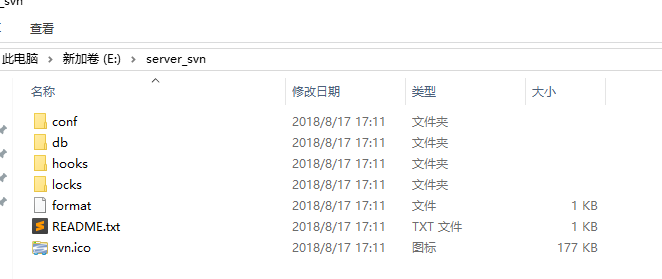 _svn
查看
此电脑 新加卷 (E:) server_svn
名称 修改日期 类型 大小
conf 2018/8/17 17:11 文件夹
db 2018/8/17 17:11 文件夹
hooks 2018/8/17 17:11 文件夹
locks 2018/8/17 17:11 文件夹
format 2018/8/17 17:11 文件 1 KB
README.txt 2018/8/17 17:11 TXT 文件 1 KB
svn.ico 2018/8/17 17:11 图标 177 KB